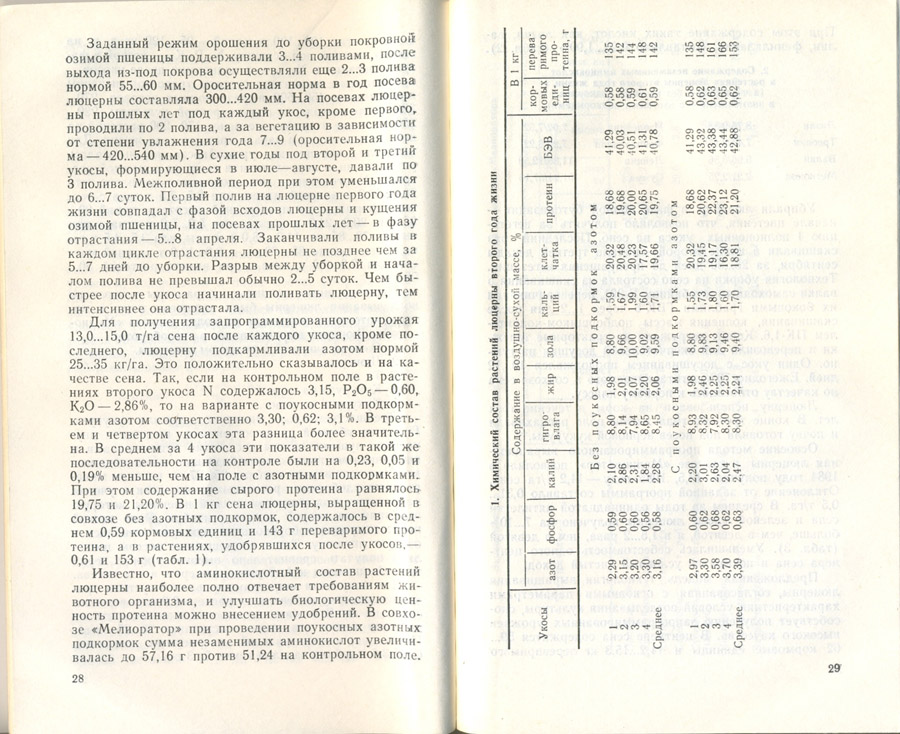 Заданный режим орошения до уборки покровной
озимой пшеницы поддерживали 3...4 поливами, после
выхода из-под покрова осуществляли еще 2...3 полива
нормой 55...60 мм. Оросительная норма в год посева
люцерны составляла 300...420 мм. На посевах люцер-
ны прошлых лет под каждый укос, кроме первого,
проводили по 2 полива, а за вегетацию в зависимости
от степени увлажнения года 7...9 (оросительная нор-
ма — 420...540 мм). В сухие годы под второй и третий
укосы, формирующиеся в июле—августе, давали по
3 полива. Межполивной период при этом уменьшался
до 6...7 суток. Первый полив на люцерне первого года
жизни совпадал с фазой всходов люцерны и кущения
озимой пшеницы, на посевах прошлых лет — в фазу
отрастания — 5...8 апреля. Заканчивали поливы в
каждом цикле отрастания люцерны не позднее чем за
5...7 дней до уборки. Разрыв между уборкой и нача-
лом полива не превышал обычно 2...5 суток. Чем бы-
стрее после укоса начинали поливать люцерну, тем
интенсивнее она отрастала.
Для получения запрограммированного урожая
13,0...15,0 т/га сена после каждого укоса, кроме по-
следнего, люцерну подкармливали азотом нормой
25...35 кг/га. Это положительно сказывалось и на ка-
честве сена. Так, если на контрольном поле в расте-
ниях второго укоса N содержалось 3,15, P₂O₅ — 0,60,
K₂O — 2,86%, то на варианте с поукосными подкорм-
ками азотом соответственно 3,30; 0,62; 3,1%. В треть-
ем и четвертом укосах эта разница более значитель-
на. В среднем за 4 укоса эти показатели в такой же
последовательности на контроле были на 0,23, 0,05 и
0,19% меньше, чем на поле с азотными подкормками.
При этом содержание сырого протеина равнялось
19,75 и 21,20%. В 1 кг сена люцерны, выращенной в
совхозе без азотных подкормок, содержалось в сред-
нем 0,59 кормовых единиц и 143 г переваримого про-
теина, а в растениях, удобрявшихся после укосов, —
0,61 и 153 г (табл. 1).
Известно, что аминокислотный состав растений
люцерны наиболее полно отвечает требованиям жи-
вотного организма, и улучшать биологическую цен-
ность протеина можно внесением удобрений. В совхо-
зе «Мелиоратор» при проведении поукосных азотных
подкормок сумма незаменимых аминокислот увеличи-
валась до 57,16 г против 51,24 на контрольном поле.
28
1. Химический состав растений люцерны второго года жизни
Содержание в воздушно-сухой массе, % В 1 кг
Укосы азот фосфор калий гигро-влага жир зола каль-ций клет-чатка протеин БЭВ кор-мовых еди-ниц перева-римого про-теина, г
Без поукосных подкормок азотом
1 2,29 0,59 2,10 8,80 1,98 8,80 1,59 20,32 18,68 41,29 0,58 135
2 3,15 0,60 2,86 8,14 2,01 9,66 1,67 20,48 19,68 40,03 0,58 142
3 3,20 0,60 2,31 7,94 2,07 10,00 1,99 20,23 20,00 40,51 0,59 144
4 3,30 0,56 1,84 8,65 2,20 9,02 1,60 17,57 20,65 41,31 0,61 148
Среднее 3,16 0,58 2,28 8,45 2,06 9,59 1,71 19,66 19,75 40,78 0,59 142
С поукосными подкормками азотом
1 2,97 0,60 2,20 8,93 1,98 8,80 1,55 20,32 18,68 41,29 0,58 135
2 3,30 0,62 3,01 8,32 2,46 9,83 1,73 19,45 20,62 43,32 0,62 148
3 3,58 0,68 2,63 7,92 2,25 9,13 1,80 19,17 22,37 43,38 0,63 161
4 3,70 0,63 2,04 8,30 2,25 9,46 1,60 16,30 23,12 43,44 0,65 166
Среднее 3,39 0,63 2,47 8,30 2,24 9,40 1,70 18,81 21,20 42,88 0,62 153
29